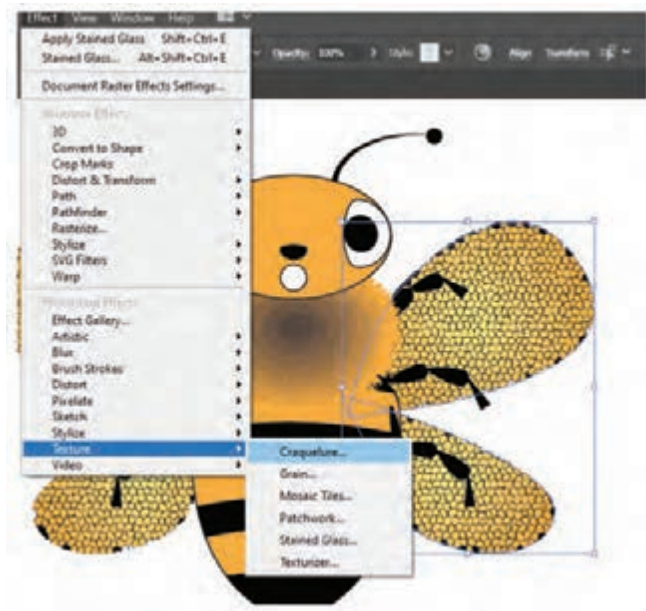 Effect View Window Help
Apply Stained Glass Shift+Ctrl+E
Stained Glass... Alt+Shift+Ctrl+E
Opacity: 100% Style: Align Transform
Document Raster Effects Settings...
Illustrator Effects
3D
Convert to Shape
Crop Marks
Distort & Transform
Path
Pathfinder
Rasterize...
Stylize
SVG Filters
Warp
Photoshop Effects
Effect Gallery...
Artistic
Blur
Brush Strokes
Distort
Pixelate
Sketch
Stylize
Texture
Video
Craquelure...
Grain...
Mosaic Tiles...
Patchwork...
Stained Glass...
Texturizer...